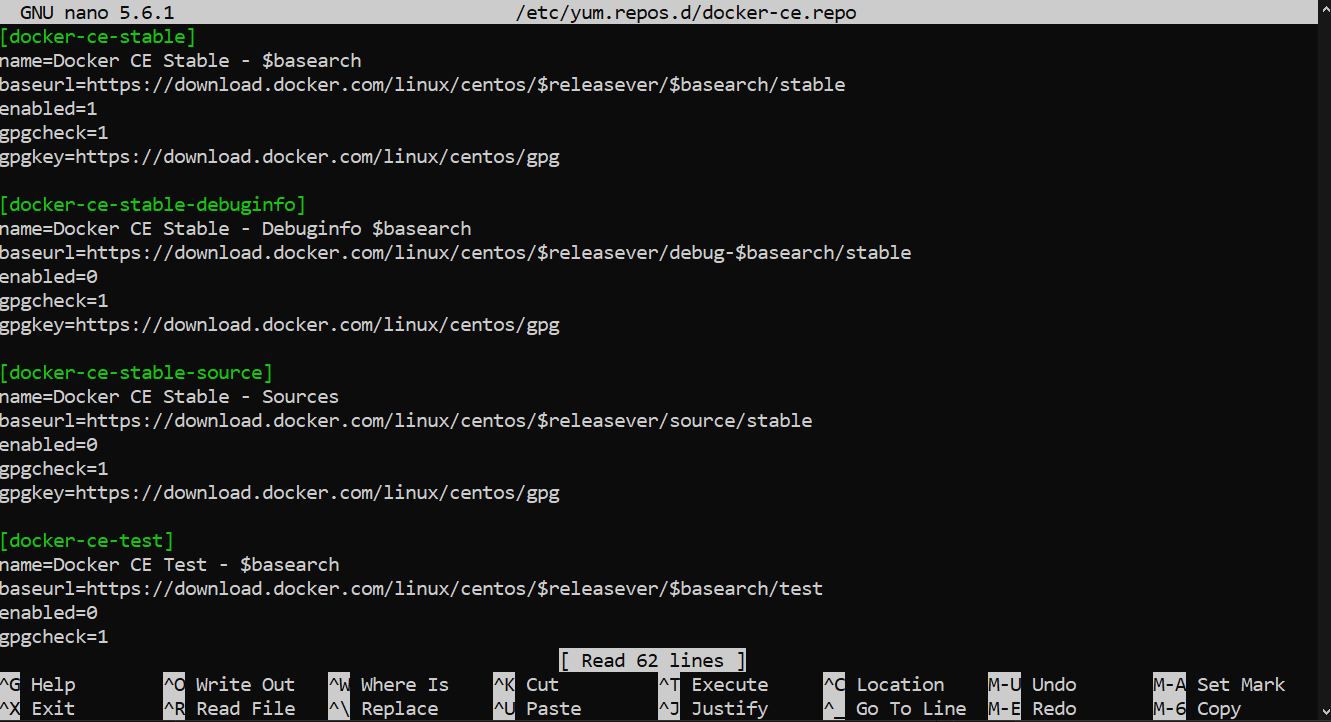 GNU nano 5.6.1 /etc/yum.repos.d/docker-ce.repo
[docker-ce-stable]
name=Docker CE Stable - $basearch
baseurl=https://download.docker.com/linux/centos/$releasever/$basearch/stable
enabled=1
gpgcheck=1
gpgkey=https://download.docker.com/linux/centos/gpg

[docker-ce-stable-debuginfo]
name=Docker CE Stable - Debuginfo $basearch
baseurl=https://download.docker.com/linux/centos/$releasever/debug-$basearch/stable
enabled=0
gpgcheck=1
gpgkey=https://download.docker.com/linux/centos/gpg

[docker-ce-stable-source]
name=Docker CE Stable - Sources
baseurl=https://download.docker.com/linux/centos/$releasever/source/stable
enabled=0
gpgcheck=1
gpgkey=https://download.docker.com/linux/centos/gpg

[docker-ce-test]
name=Docker CE Test - $basearch
baseurl=https://download.docker.com/linux/centos/$releasever/$basearch/test
enabled=0
gpgcheck=1
[ Read 62 lines ]
^G Help ^O Write Out ^W Where Is ^K Cut ^T Execute ^C Location M-U Undo M-A Set Mark
^X Exit ^R Read File ^\ Replace ^U Paste ^J Justify ^_ Go To Line M-E Redo M-6 Copy